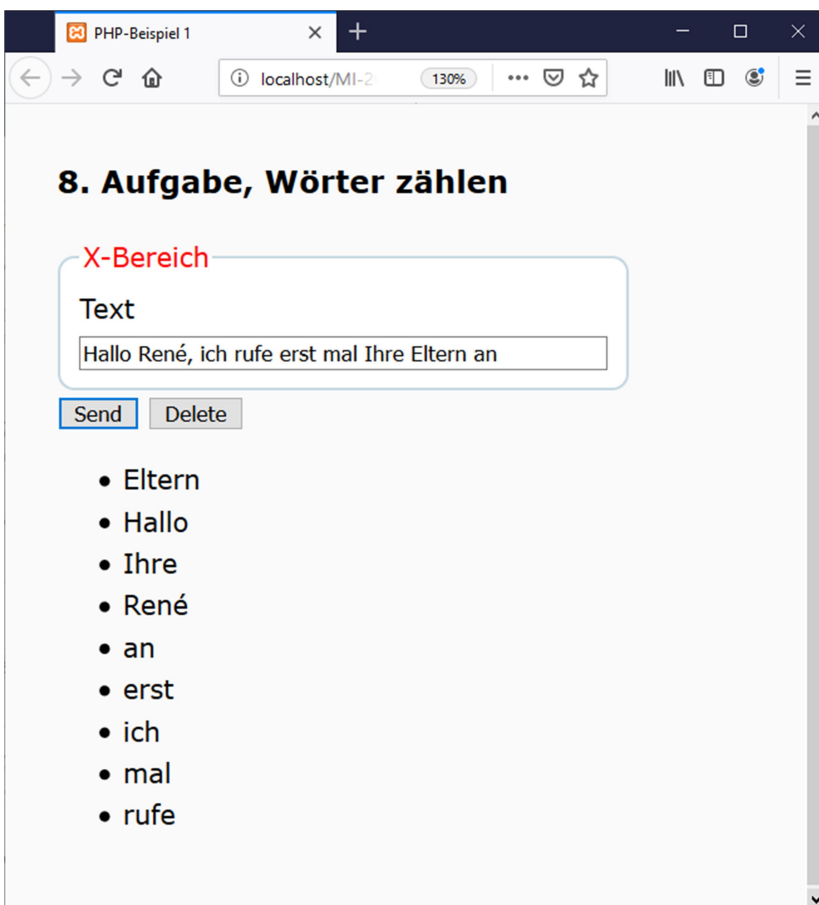 PHP-Beispiel 1
localhost/MI-2
130%
8. Aufgabe, Wörter zählen
X-Bereich
Text
Hallo René, ich rufe erst mal Ihre Eltern an
Send Delete
• Eltern
• Hallo
• Ihre
• René
• an
• erst
• ich
• mal
• rufe